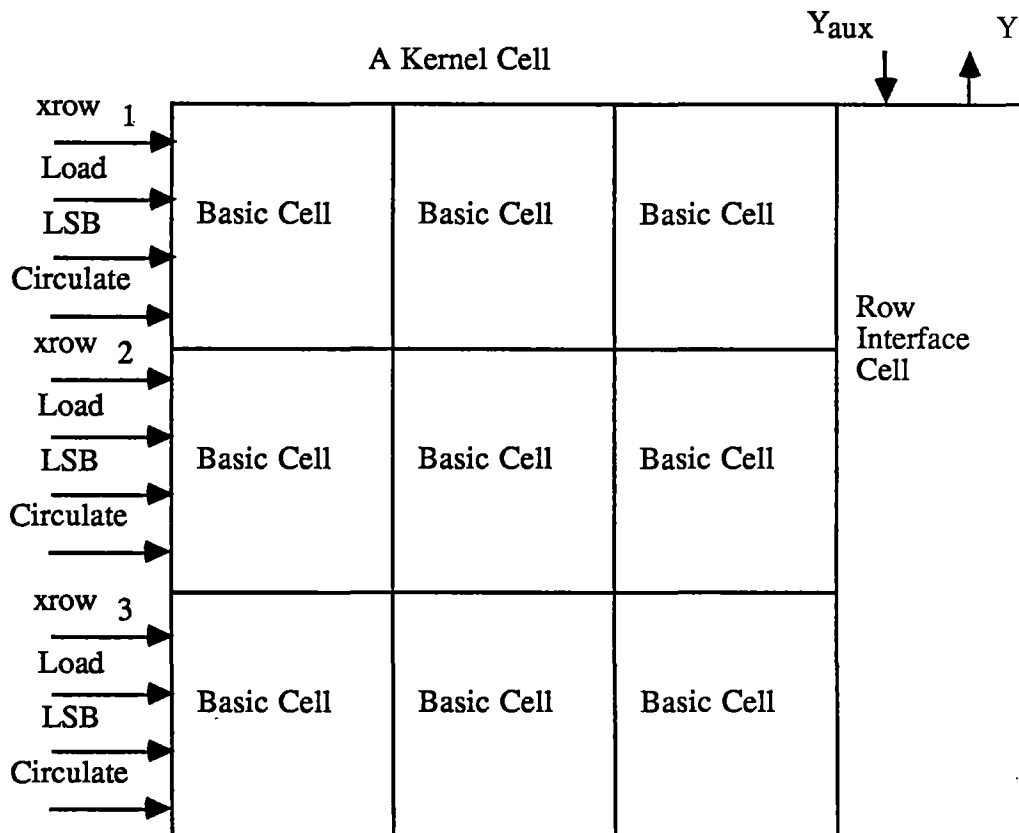 Yaux Y
A Kernel Cell
xrow 1
Load
LSB
Circulate
Basic Cell Basic Cell Basic Cell
Row
Interface
Cell
xrow 2
Load
LSB
Circulate
Basic Cell Basic Cell Basic Cell
xrow 3
Load
LSB
Circulate
Basic Cell Basic Cell Basic Cell